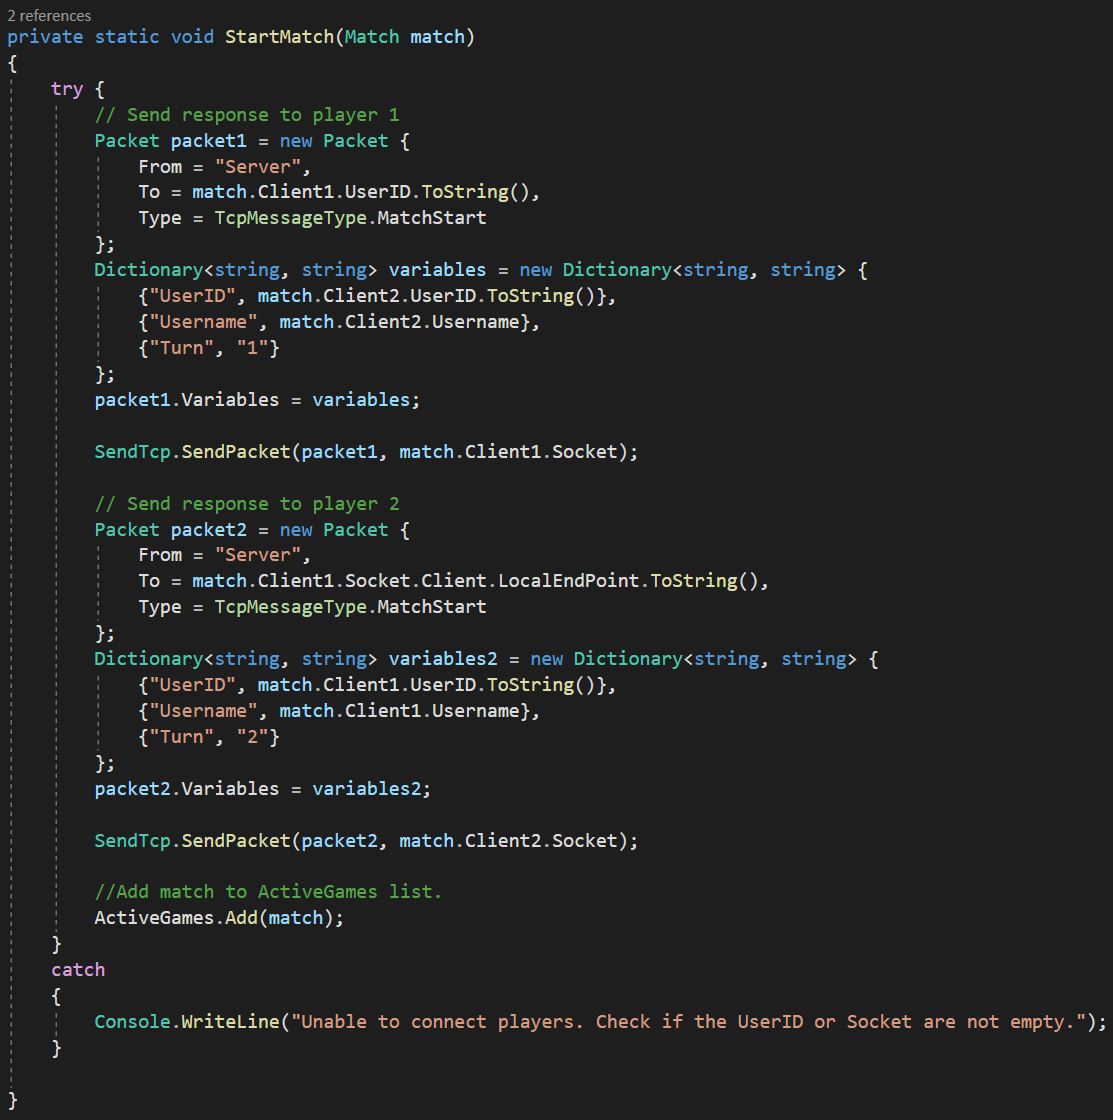 2 references
private static void StartMatch(Match match)
{
try {
// Send response to player 1
Packet packet1 = new Packet {
From = "Server",
To = match.Client1.UserID.ToString(),
Type = TcpMessageType.MatchStart
};
Dictionary<string, string> variables = new Dictionary<string, string> {
{"UserID", match.Client2.UserID.ToString()},
{"Username", match.Client2.Username},
{"Turn", "1"}
};
packet1.Variables = variables;
SendTcp.SendPacket(packet1, match.Client1.Socket);
// Send response to player 2
Packet packet2 = new Packet {
From = "Server",
To = match.Client1.Socket.Client.LocalEndPoint.ToString(),
Type = TcpMessageType.MatchStart
};
Dictionary<string, string> variables2 = new Dictionary<string, string> {
{"UserID", match.Client1.UserID.ToString()},
{"Username", match.Client1.Username},
{"Turn", "2"}
};
packet2.Variables = variables2;
SendTcp.SendPacket(packet2, match.Client2.Socket);
//Add match to ActiveGames list.
ActiveGames.Add(match);
}
catch
{
Console.WriteLine("Unable to connect players. Check if the UserID or Socket are not empty.");
}
}